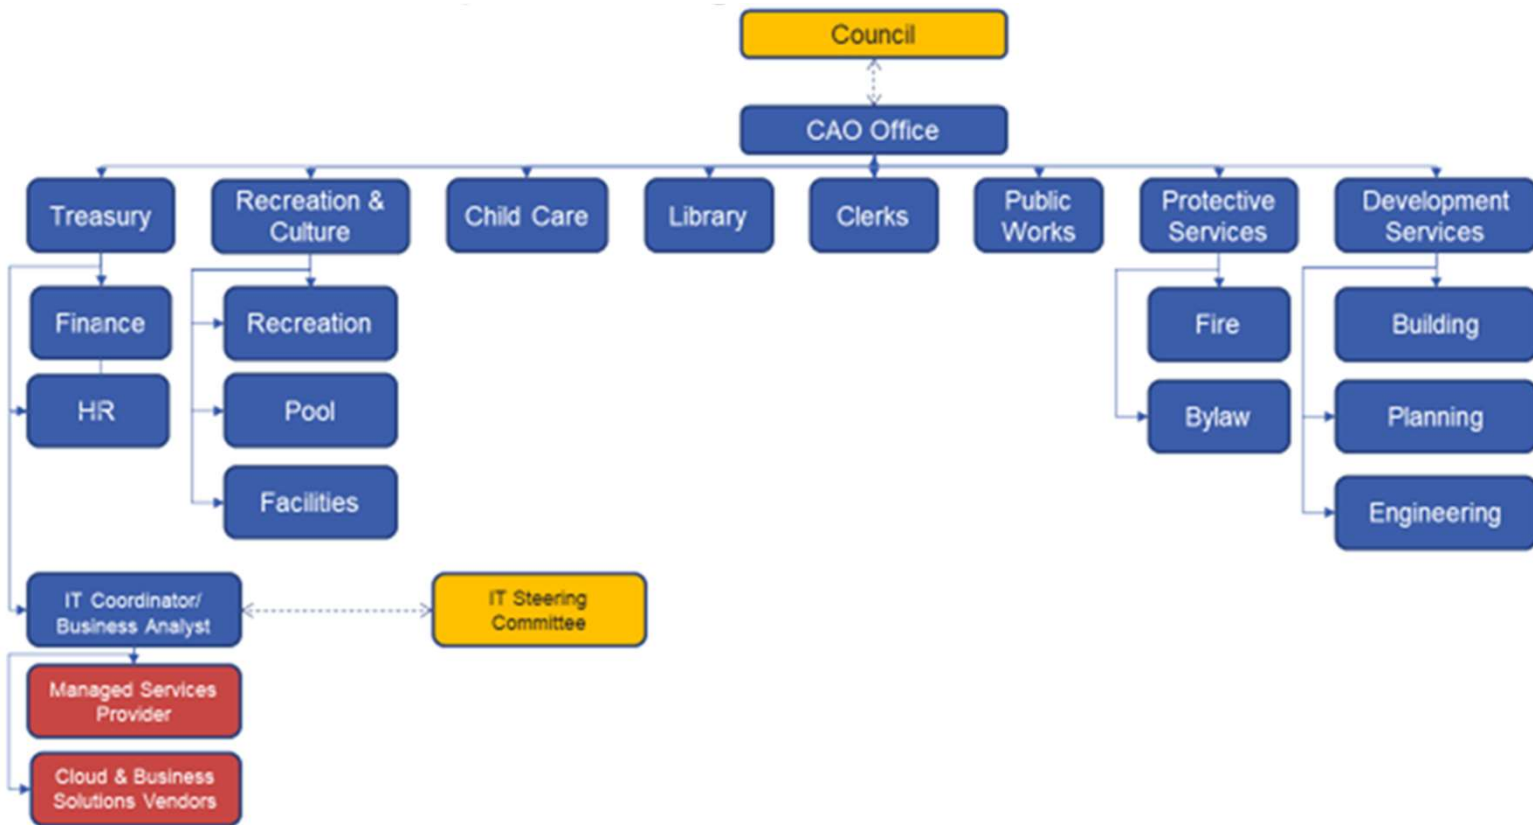 Council
CAO Office
Treasury
Recreation &
Culture
Child Care
Library
Clerks
Public
Works
Protective
Services
Development
Services
Finance
Recreation
Fire
Building
HR
Pool
Bylaw
Planning
Facilities
Engineering
IT Coordinator/
Business Analyst
IT Steering
Committee
Managed Services
Provider
Cloud & Business
Solutions Vendors